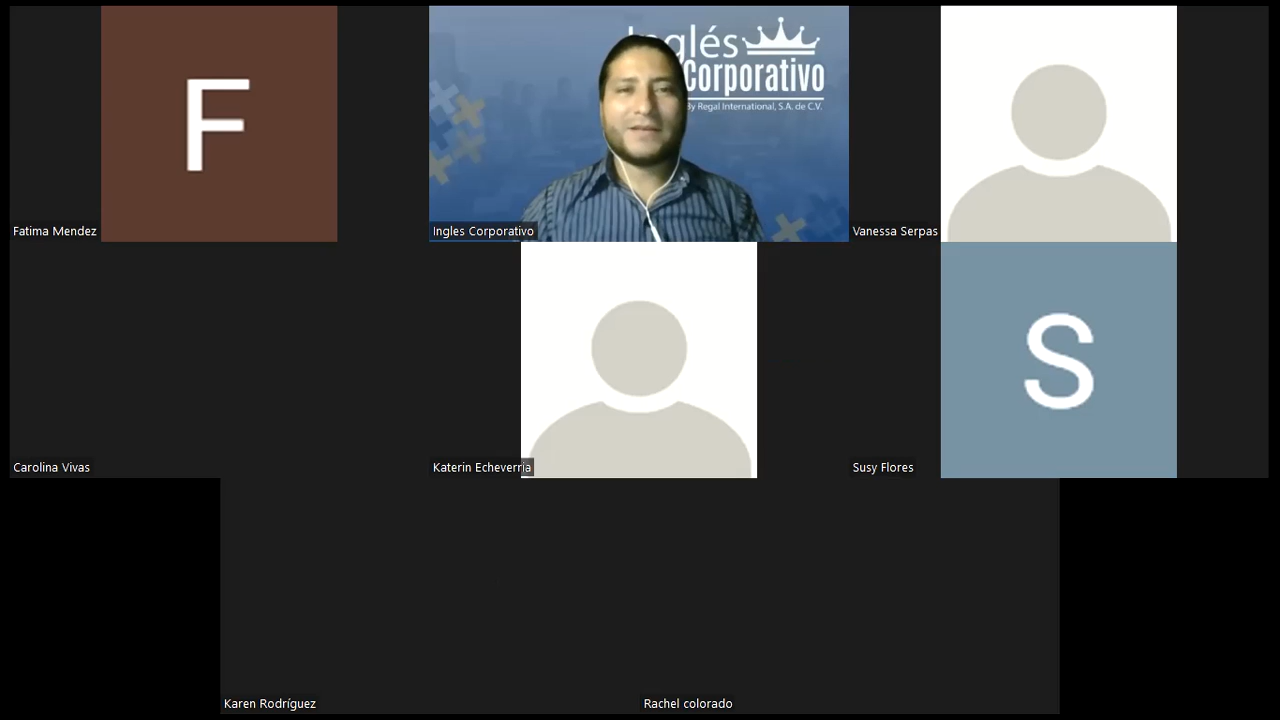 F
Inglés
Corporativo
By Regal International, S.A. de C.V.
Fatima Mendez
Ingles Corporativo
Vanessa Serpas
S
Carolina Vivas
Katerin Echeverria
Susy Flores
Karen Rodríguez
Rachel colorado